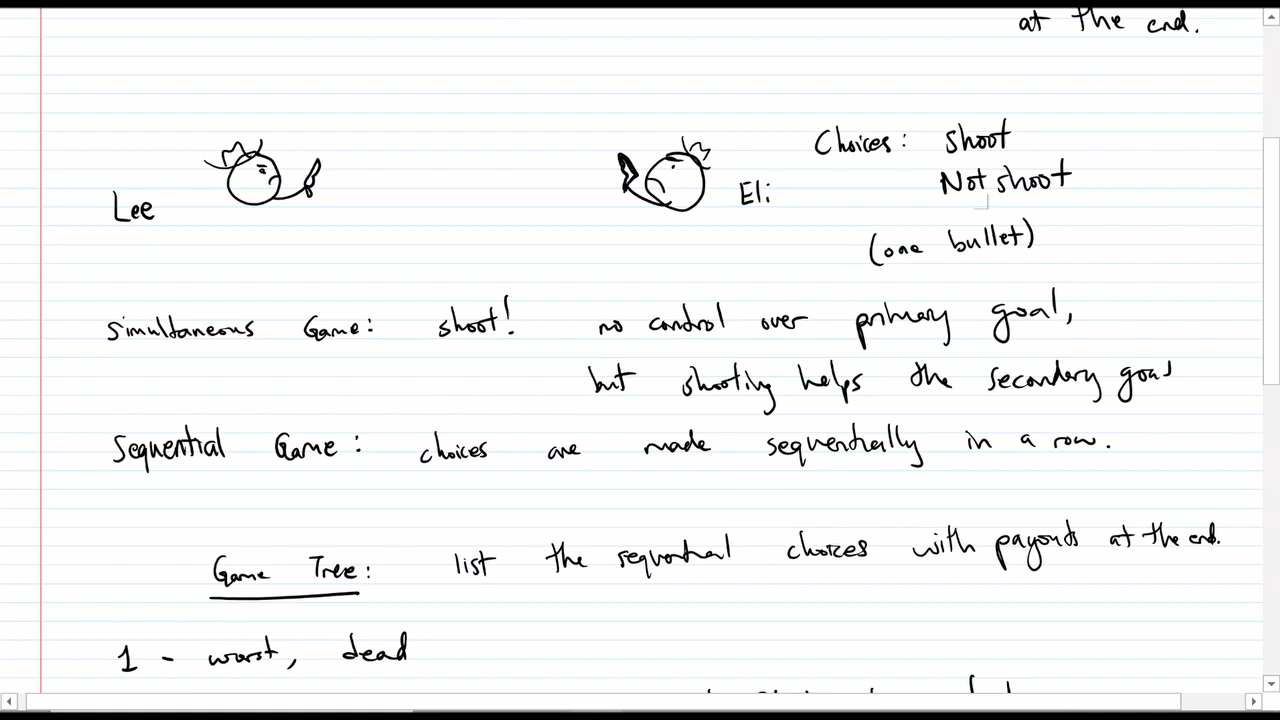 at the end.
Choices: shoot
Not shoot
Lee
Eli
(one bullet)
Simultaneous Game: shoot! no control over primary goal,
but shooting helps the secondary goal
Sequential Game: choices are made sequentially in a row.
Game Tree: list the sequential choices with payouts at the end.
1 - worst, dead